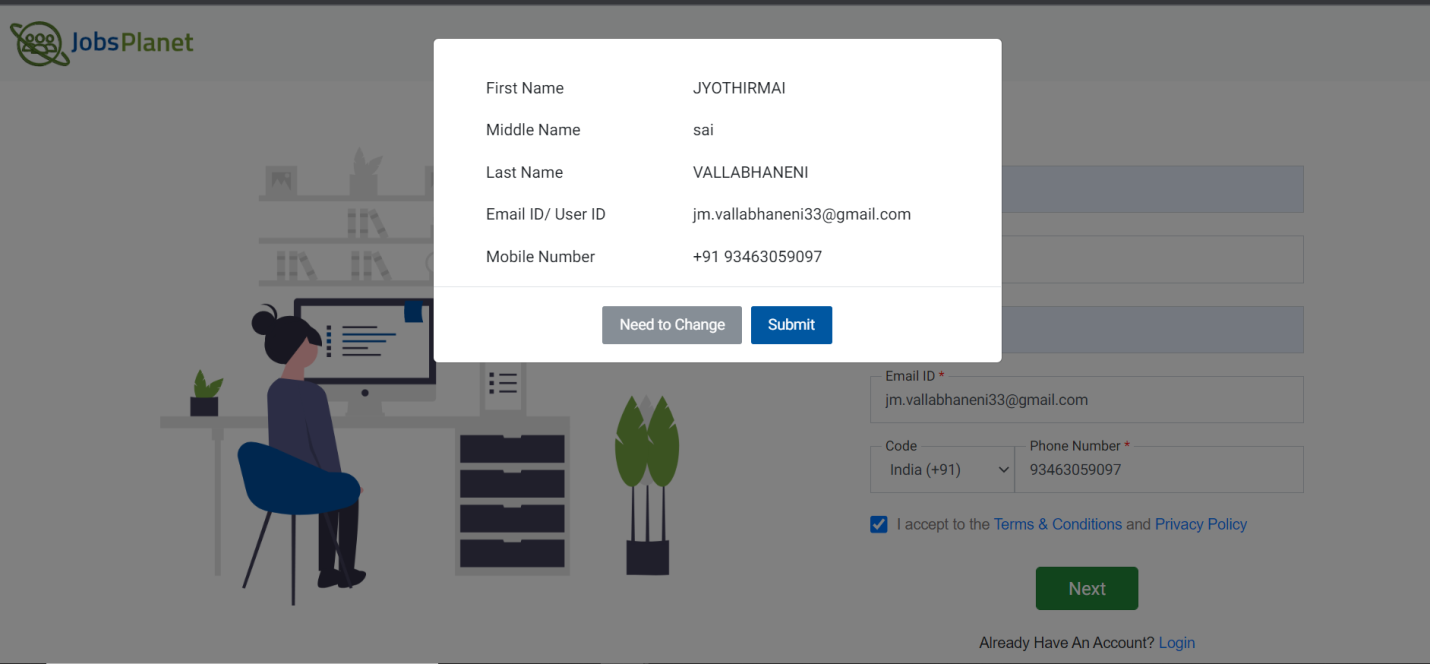 JobsPlanet
First Name JYOTHIRMAI
Middle Name sai
Last Name VALLABHANENI
Email ID/ User ID jm.vallabhaneni33@gmail.com
Mobile Number +91 93463059097
Need to Change Submit
Email ID *
jm.vallabhaneni33@gmail.com
Code Phone Number *
India (+91) 93463059097
I accept to the Terms & Conditions and Privacy Policy
Next
Already Have An Account? Login